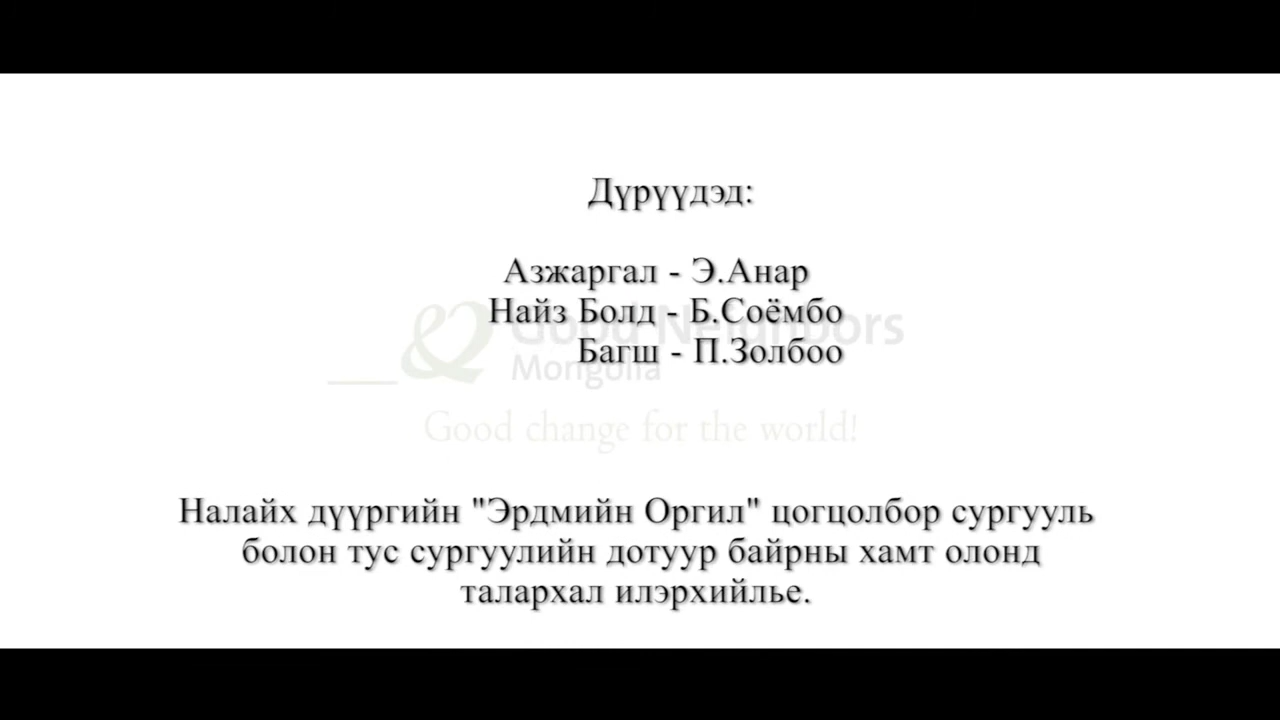 Дүрүүдэд:
Азжаргал - Э.Анар
Найз Болд - Б.Соёмбо
Good Neighbors
Багш - П.Золбоо
Mongolia
Good change for the world!
Налайх дүүргийн "Эрдмийн Оргил" цогцолбор сургууль
болон тус сургуулийн дотуур байрны хамт олонд
талархал илэрхийлье.